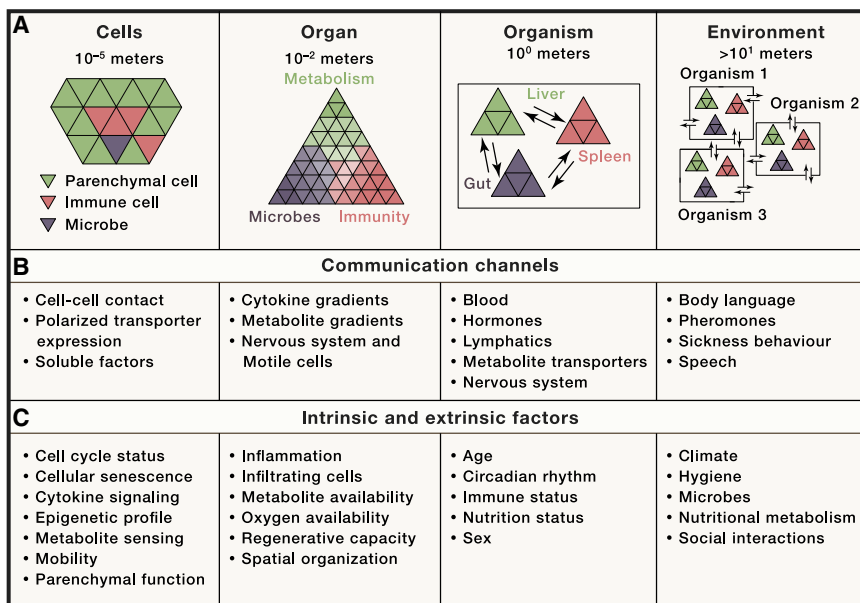 A
Cells
10⁻⁵ meters
Parenchymal cell
Immune cell
Microbe
Organ
10⁻² meters
Metabolism
Microbes
Immunity
Organism
10⁰ meters
Liver
Spleen
Gut
Environment
>10¹ meters
Organism 1
Organism 2
Organism 3
B
Communication channels
• Cell-cell contact
• Polarized transporter
expression
• Soluble factors
• Cytokine gradients
• Metabolite gradients
• Nervous system and
Motile cells
• Blood
• Hormones
• Lymphatics
• Metabolite transporters
• Nervous system
• Body language
• Pheromones
• Sickness behaviour
• Speech
C
Intrinsic and extrinsic factors
• Cell cycle status
• Cellular senescence
• Cytokine signaling
• Epigenetic profile
• Metabolite sensing
• Mobility
• Parenchymal function
• Inflammation
• Infiltrating cells
• Metabolite availability
• Oxygen availability
• Regenerative capacity
• Spatial organization
• Age
• Circadian rhythm
• Immune status
• Nutrition status
• Sex
• Climate
• Hygiene
• Microbes
• Nutritional metabolism
• Social interactions